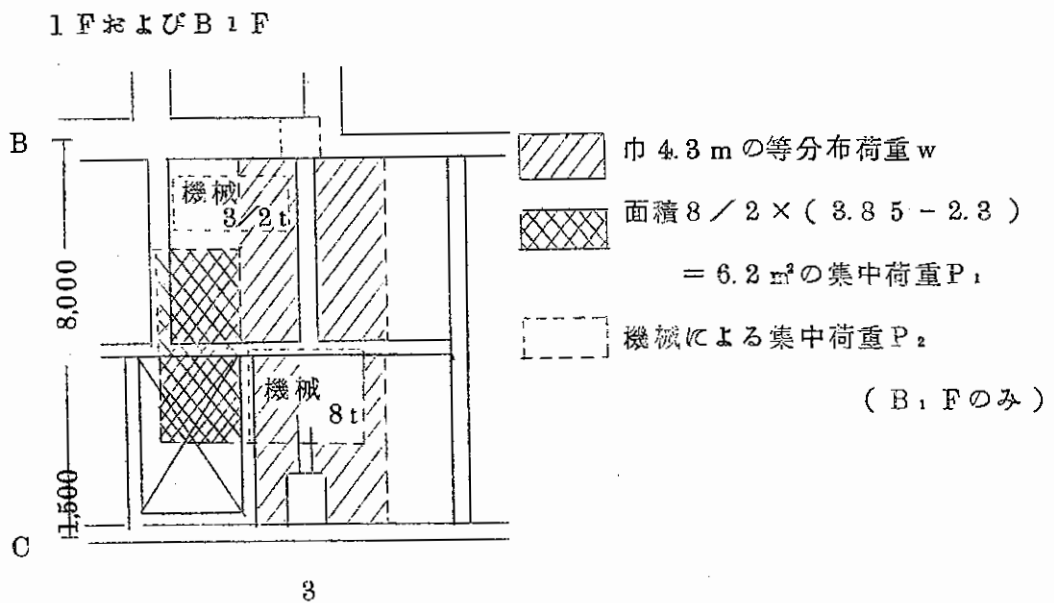 1FおよびB1F
B
巾4.3mの等分布荷重w
機械
3/2t
面積8/2×(3.85-2.3)
=6.2㎡の集中荷重P1
8,000
機械による集中荷重P2
機械
8t
(B1Fのみ)
1,500
C
3